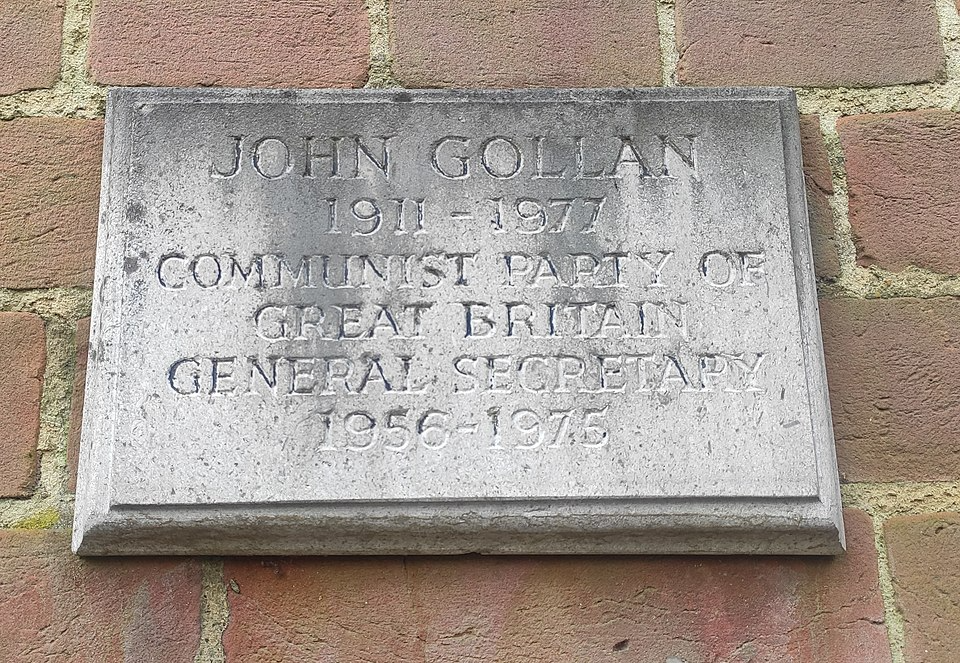 JOHN GOLLAN
1911 - 1977
COMMUNIST PARTY OF
GREAT BRITAIN
GENERAL SECRETARY
1956-1975